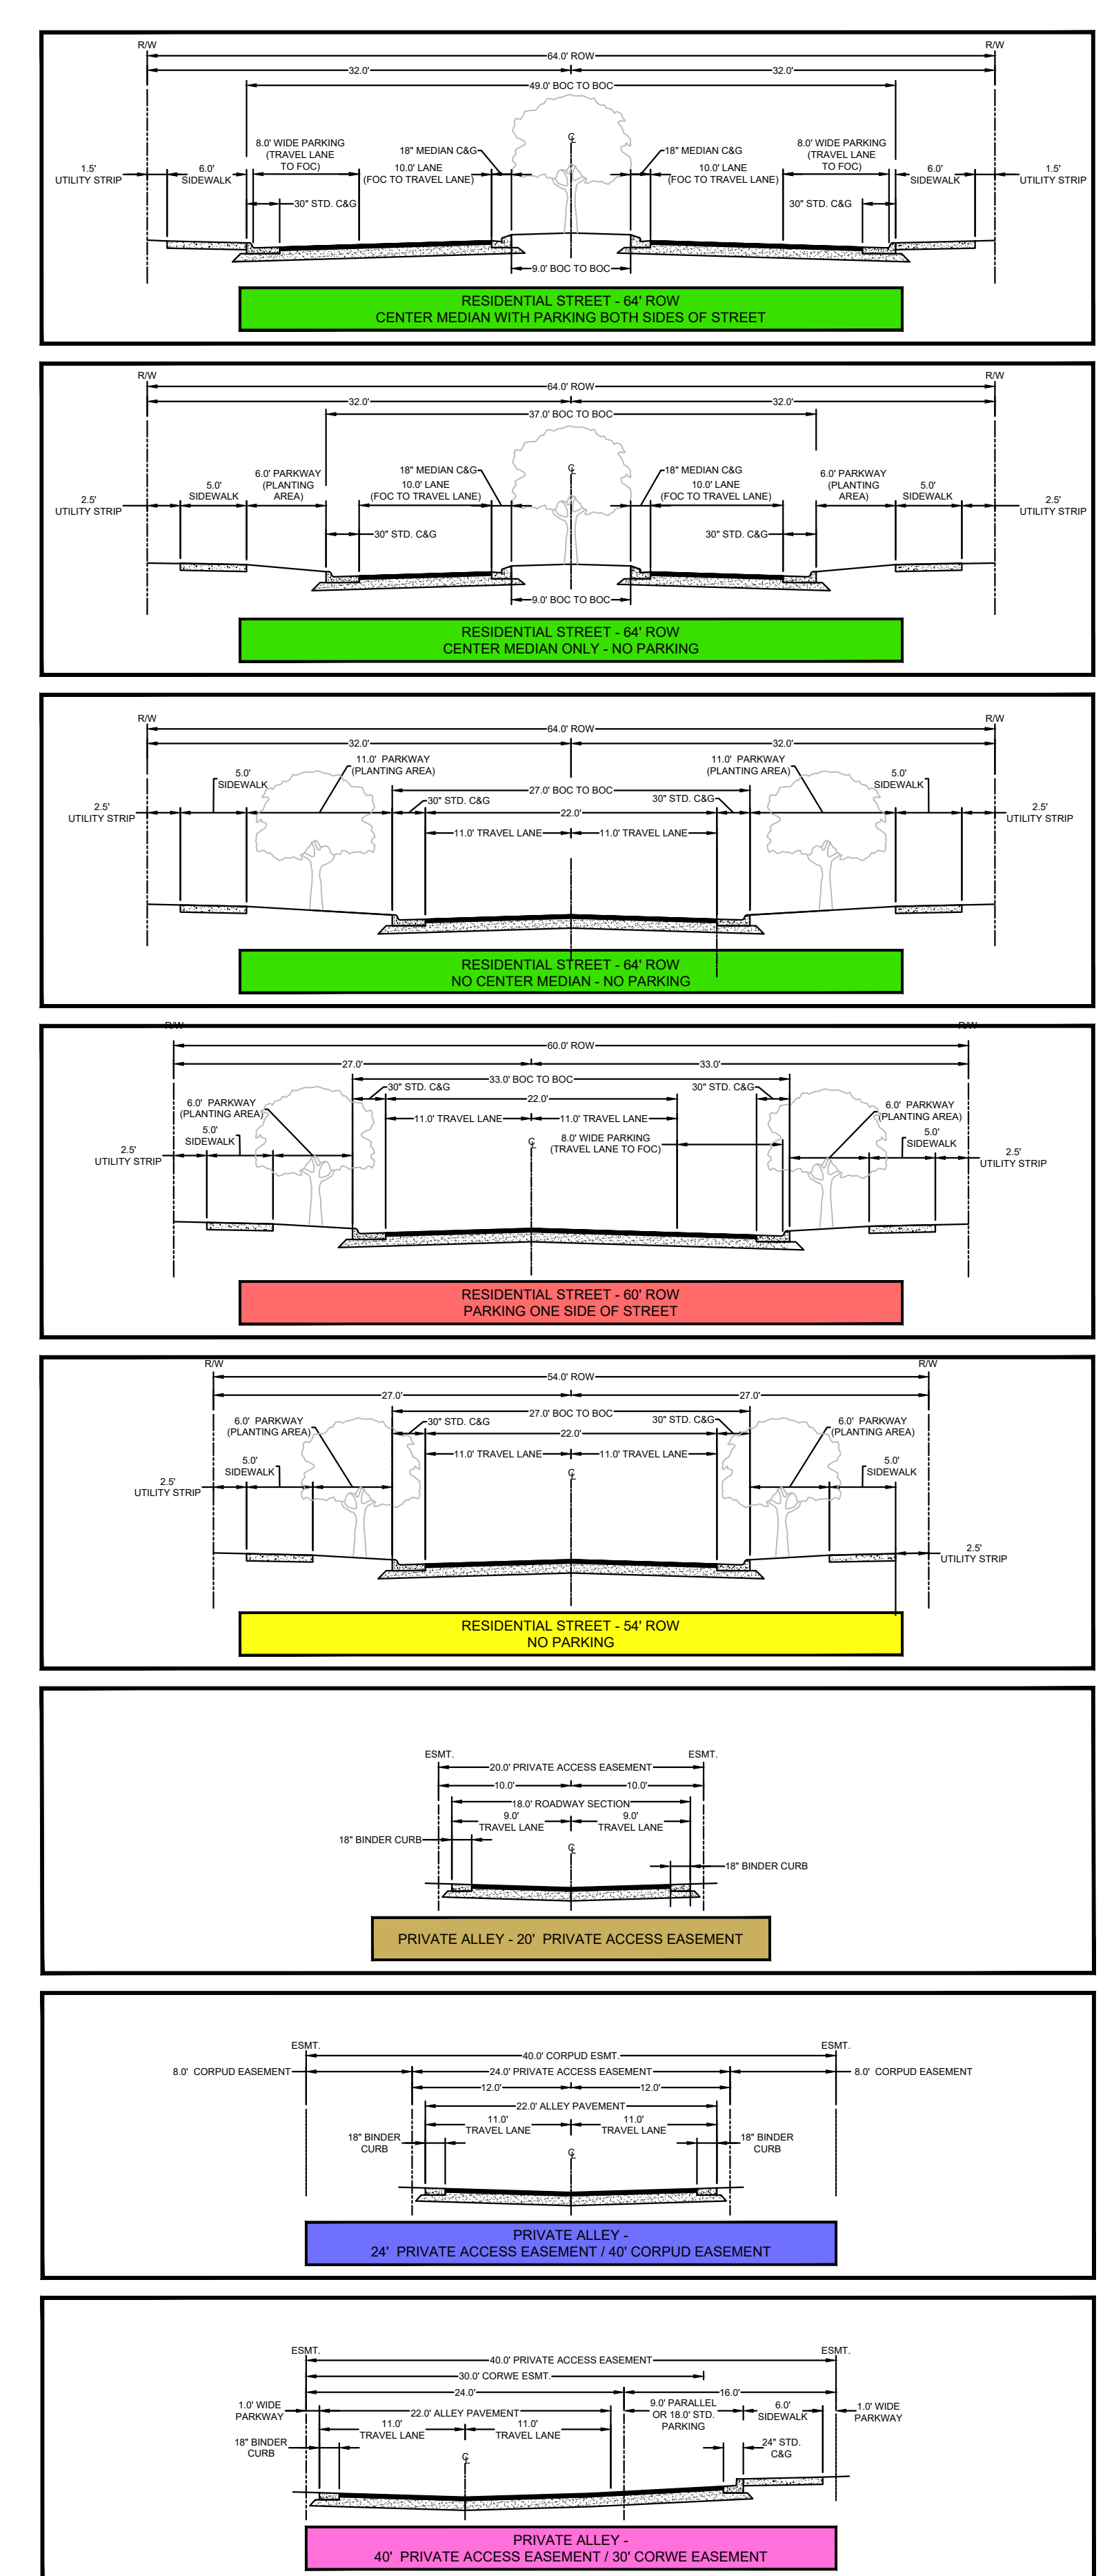 R/W
R/W
64.0' ROW
32.0'
32.0'
49.0' BOC TO BOC
8.0' WIDE PARKING
(TRAVEL LANE
TO FOC)
18" MEDIAN C&G
℄
18" MEDIAN C&G
8.0' WIDE PARKING
(TRAVEL LANE
TO FOC)
1.5'
UTILITY STRIP
6.0'
SIDEWALK
10.0' LANE
(FOC TO TRAVEL LANE)
10.0' LANE
(FOC TO TRAVEL LANE)
6.0'
SIDEWALK
1.5'
UTILITY STRIP
30" STD. C&G
30" STD. C&G
9.0' BOC TO BOC
RESIDENTIAL STREET - 64' ROW
CENTER MEDIAN WITH PARKING BOTH SIDES OF STREET
R/W
R/W
64.0' ROW
32.0'
32.0'
37.0' BOC TO BOC
2.5'
UTILITY STRIP
5.0'
SIDEWALK
6.0' PARKWAY
(PLANTING
AREA)
18" MEDIAN C&G
10.0' LANE
(FOC TO TRAVEL LANE)
℄
18" MEDIAN C&G
10.0' LANE
(FOC TO TRAVEL LANE)
6.0' PARKWAY
(PLANTING
AREA)
5.0'
SIDEWALK
2.5'
UTILITY STRIP
30" STD. C&G
30" STD. C&G
9.0' BOC TO BOC
RESIDENTIAL STREET - 64' ROW
CENTER MEDIAN ONLY - NO PARKING
R/W
R/W
64.0' ROW
32.0'
32.0'
11.0' PARKWAY
(PLANTING AREA)
11.0' PARKWAY
(PLANTING AREA)
5.0'
SIDEWALK
5.0'
SIDEWALK
27.0' BOC TO BOC
30" STD. C&G
30" STD. C&G
2.5'
UTILITY STRIP
22.0'
2.5'
UTILITY STRIP
11.0' TRAVEL LANE
11.0' TRAVEL LANE
RESIDENTIAL STREET - 64' ROW
NO CENTER MEDIAN - NO PARKING
R/W
R/W
60.0' ROW
27.0'
33.0'
33.0' BOC TO BOC
30" STD. C&G
30" STD. C&G
22.0'
6.0' PARKWAY
(PLANTING AREA)
6.0' PARKWAY
(PLANTING AREA)
11.0' TRAVEL LANE
11.0' TRAVEL LANE
5.0'
SIDEWALK
5.0'
SIDEWALK
℄
8.0' WIDE PARKING
(TRAVEL LANE TO FOC)
2.5'
UTILITY STRIP
2.5'
UTILITY STRIP
RESIDENTIAL STREET - 60' ROW
PARKING ONE SIDE OF STREET
R/W
R/W
54.0' ROW
27.0'
27.0'
27.0' BOC TO BOC
6.0' PARKWAY
(PLANTING AREA)
30" STD. C&G
30" STD. C&G
6.0' PARKWAY
(PLANTING AREA)
22.0'
11.0' TRAVEL LANE
11.0' TRAVEL LANE
5.0'
SIDEWALK
℄
5.0'
SIDEWALK
2.5'
UTILITY STRIP
2.5'
UTILITY STRIP
RESIDENTIAL STREET - 54' ROW
NO PARKING
ESMT.
ESMT.
20.0' PRIVATE ACCESS EASEMENT
10.0'
10.0'
18.0' ROADWAY SECTION
9.0'
TRAVEL LANE
9.0'
TRAVEL LANE
18" BINDER CURB
℄
18" BINDER CURB
PRIVATE ALLEY - 20' PRIVATE ACCESS EASEMENT
ESMT.
ESMT.
40.0' CORPUD ESMT.
8.0' CORPUD EASEMENT
24.0' PRIVATE ACCESS EASEMENT
8.0' CORPUD EASEMENT
12.0'
12.0'
22.0' ALLEY PAVEMENT
11.0'
TRAVEL LANE
11.0'
TRAVEL LANE
18" BINDER
CURB
18" BINDER
CURB
℄
PRIVATE ALLEY -
24' PRIVATE ACCESS EASEMENT / 40' CORPUD EASEMENT
ESMT.
ESMT.
40.0' PRIVATE ACCESS EASEMENT
30.0' CORWE ESMT.
24.0'
16.0'
1.0' WIDE
PARKWAY
22.0' ALLEY PAVEMENT
9.0' PARALLEL
OR 18.0' STD.
PARKING
6.0'
SIDEWALK
1.0' WIDE
PARKWAY
11.0'
TRAVEL LANE
11.0'
TRAVEL LANE
18" BINDER
CURB
℄
24" STD.
C&G
PRIVATE ALLEY -
40' PRIVATE ACCESS EASEMENT / 30' CORWE EASEMENT